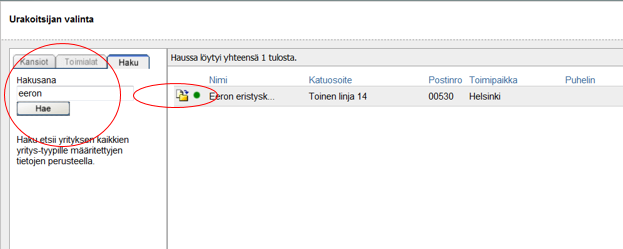 Urakoitsijan valinta
Kansiot Toimialat Haku
Hakusana
eeron
Hae
Haku etsii yrityksen kaikkien
yritys-tyypille määritettyjen
tietojen perusteella.
Haussa löytyi yhteensä 1 tulosta.
Nimi Katuosoite Postinro Toimipaikka Puhelin
Eeron eristysk... Toinen linja 14 00530 Helsinki